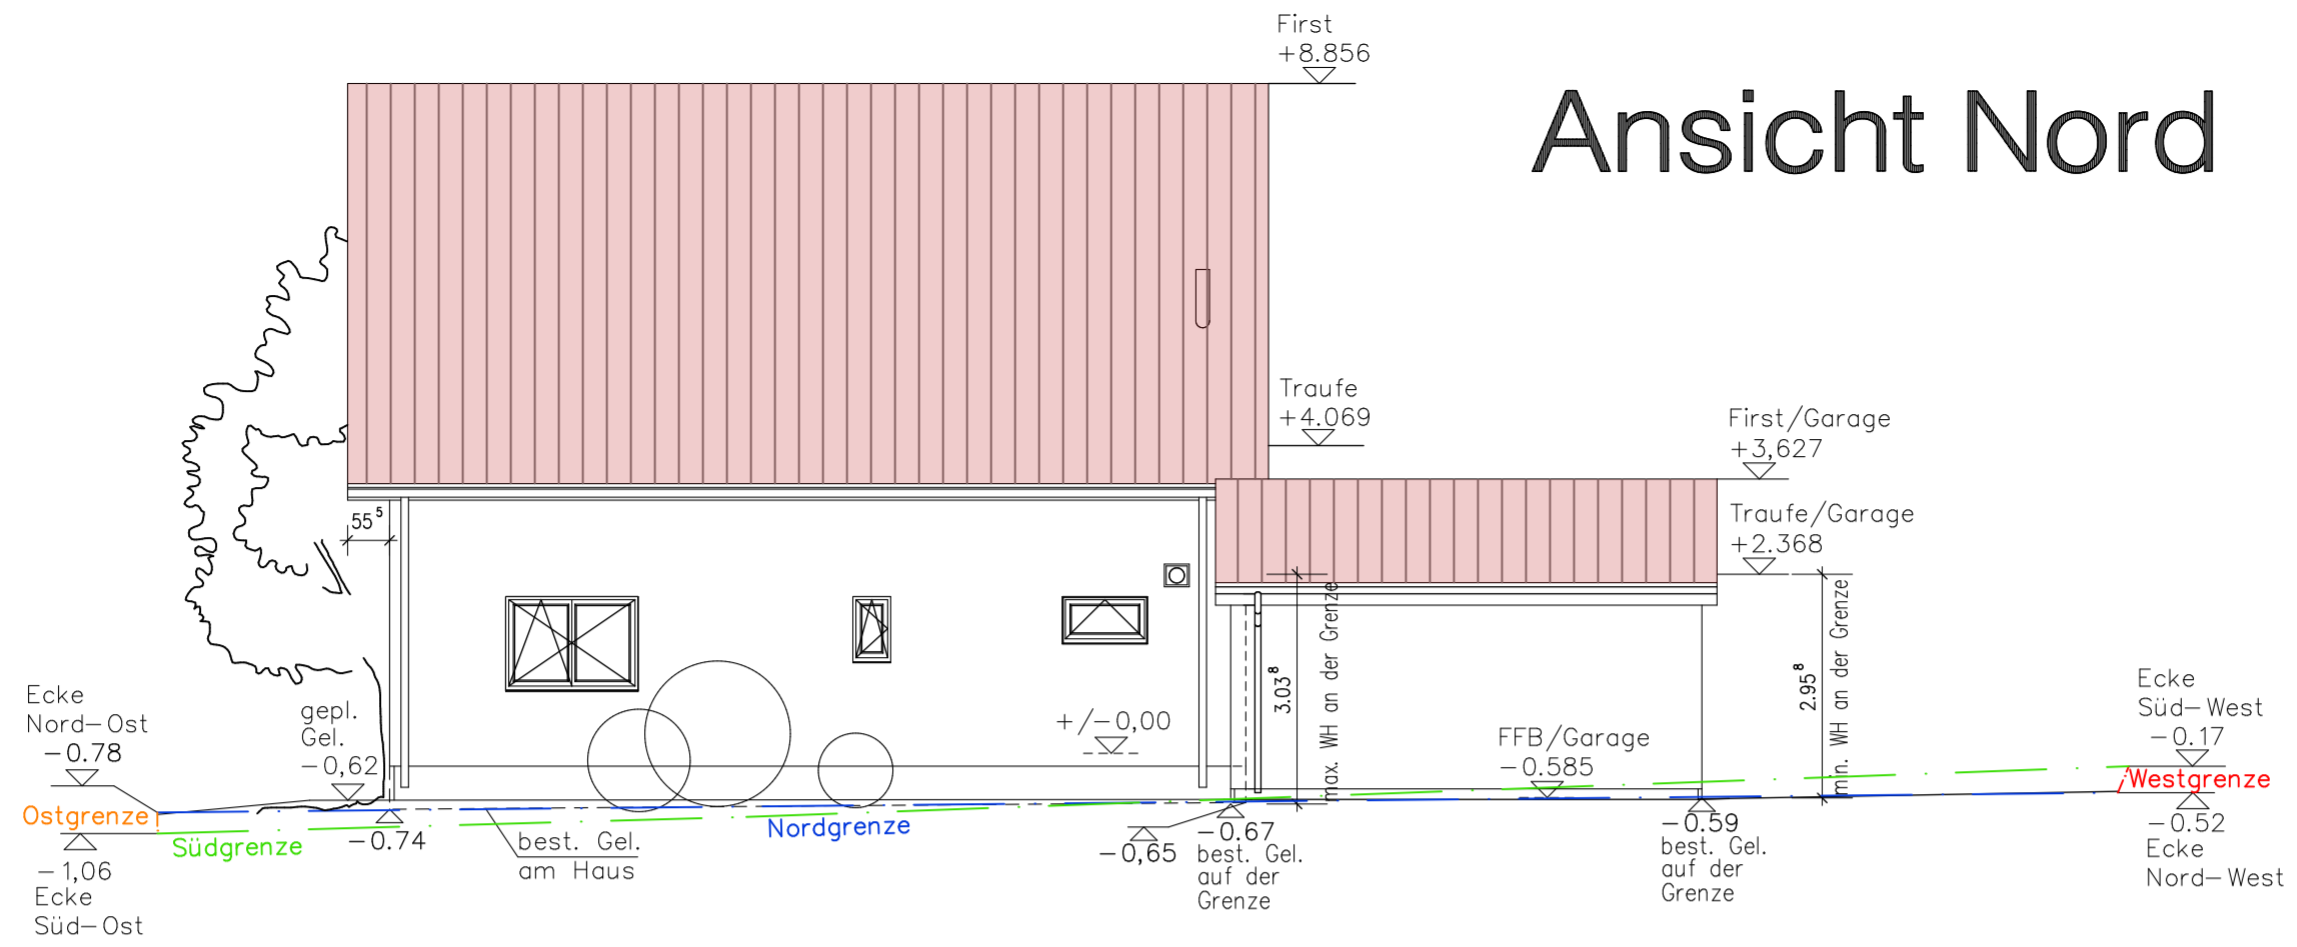 First
+8.856
Ansicht Nord
Traufe
+4.069
First/Garage
+3,627
Traufe/Garage
+2.368
55⁵
3.03⁸
max. WH an der Grenze
2.95⁸
min. WH an der Grenze
Ecke
Nord-Ost
-0.78
gepl.
Gel.
-0,62
+/-0,00
FFB/Garage
-0.585
Ecke
Süd-West
-0.17
Westgrenze
Ostgrenze
Südgrenze
Nordgrenze
-1,06
Ecke
Süd-Ost
-0.74
best. Gel.
am Haus
-0,65
-0.67
best. Gel.
auf der
Grenze
-0.59
best. Gel.
auf der
Grenze
-0.52
Ecke
Nord-West